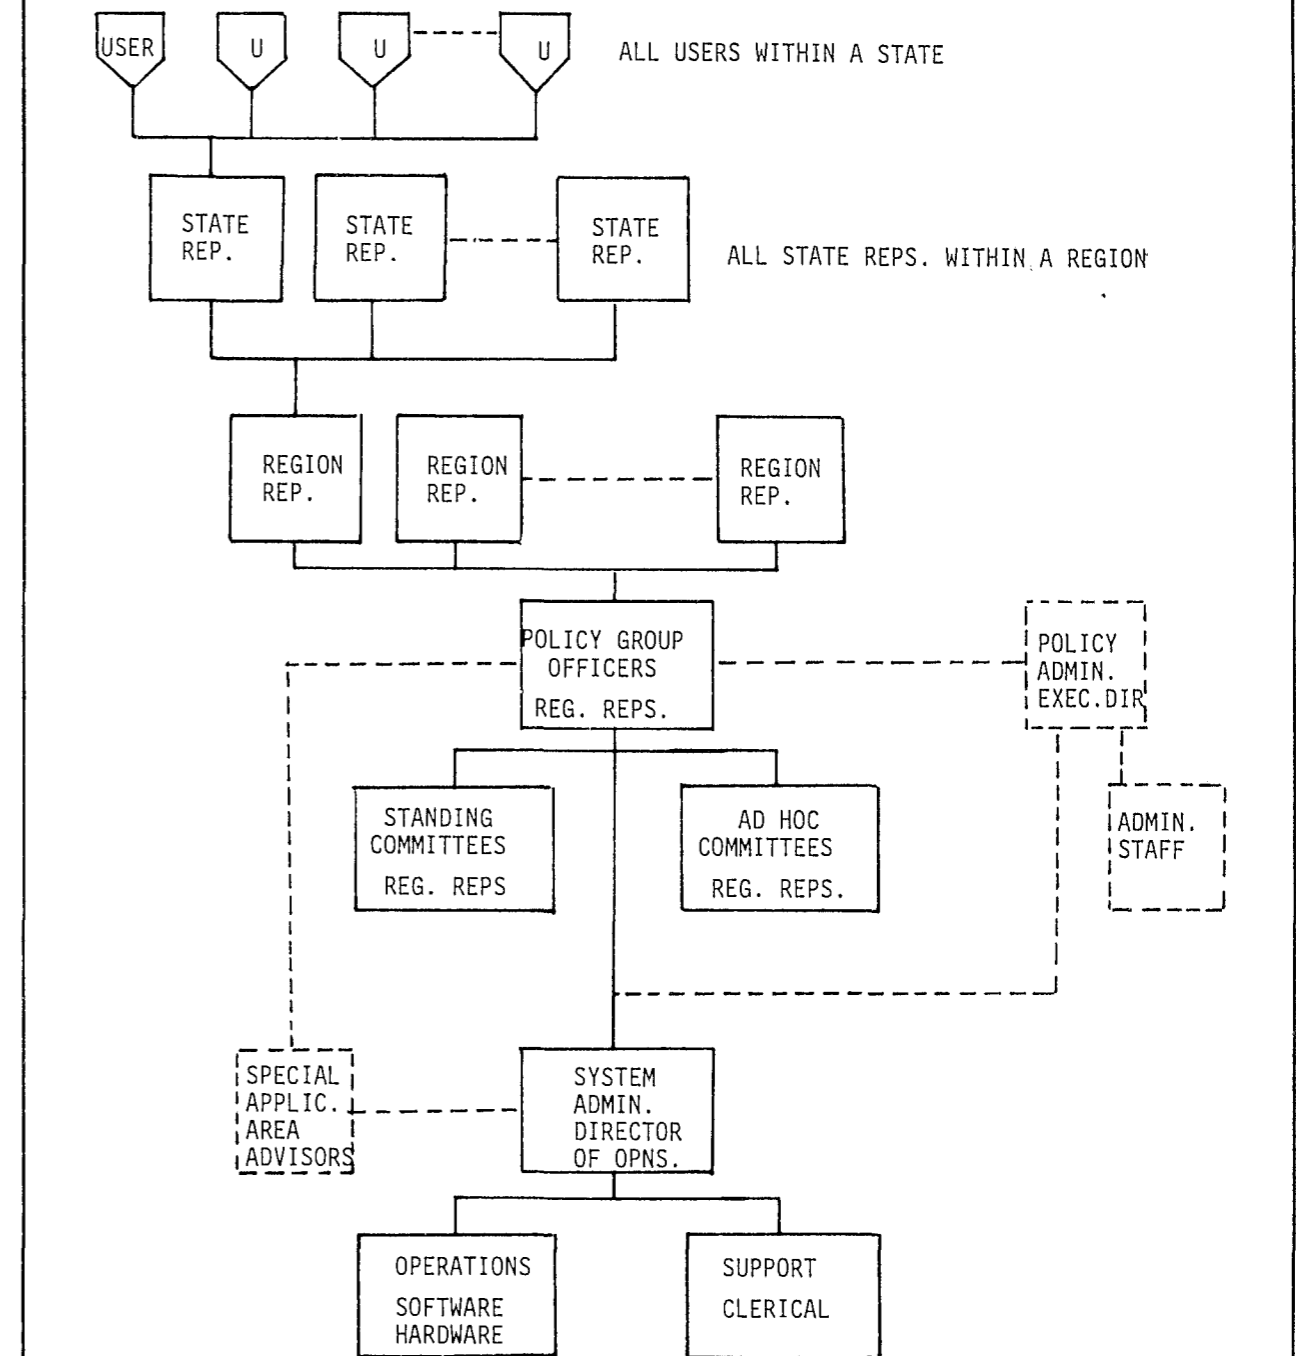 USER U U U ALL USERS WITHIN A STATE
STATE
REP.
STATE
REP.
STATE
REP.
ALL STATE REPS. WITHIN A REGION
REGION
REP.
REGION
REP.
REGION
REP.
POLICY GROUP
OFFICERS
REG. REPS.
POLICY
ADMIN.
EXEC.DIR
STANDING
COMMITTEES
REG. REPS
AD HOC
COMMITTEES
REG. REPS.
ADMIN.
STAFF
SPECIAL
APPLIC.
AREA
ADVISORS
SYSTEM
ADMIN.
DIRECTOR
OF OPNS.
OPERATIONS
SOFTWARE
HARDWARE
SUPPORT
CLERICAL